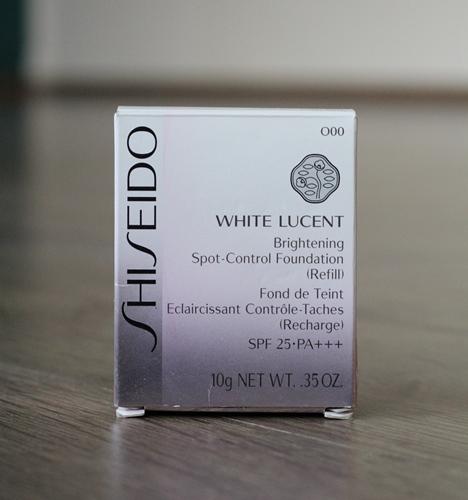 SHISEIDO
O00
WHITE LUCENT
Brightening
Spot-Control Foundation
(Refill)
Fond de Teint
Eclaircissant Contrôle-Taches
(Recharge)
SPF 25·PA+++
10g NET WT. .35 OZ.